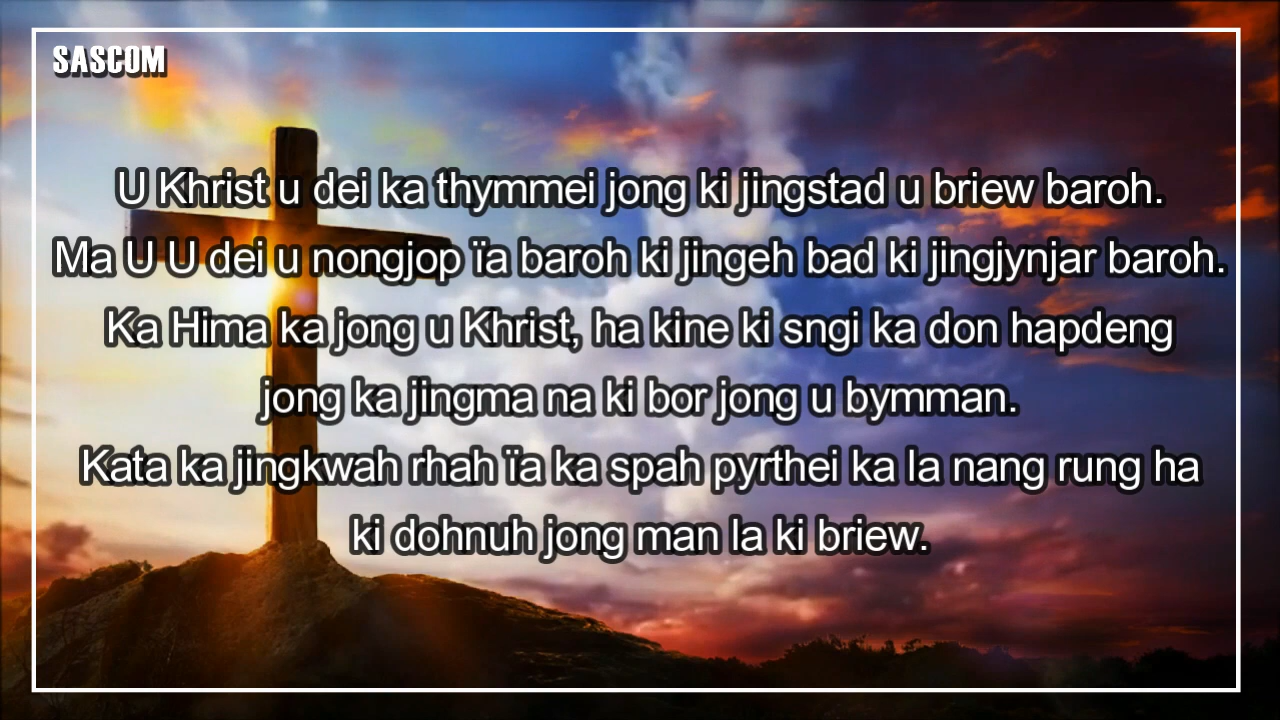 SASCOM
U Khrist u dei ka thymmei jong ki jingstad u briew baroh.
Ma U U dei u nongjop ïa baroh ki jingeh bad ki jingjynjar baroh.
Ka Hima ka jong u Khrist, ha kine ki sngi ka don hapdeng
jong ka jingma na ki bor jong u bymman.
Kata ka jingkwah rhah ïa ka spah pyrthei ka la nang rung ha
ki dohnuh jong man la ki briew.